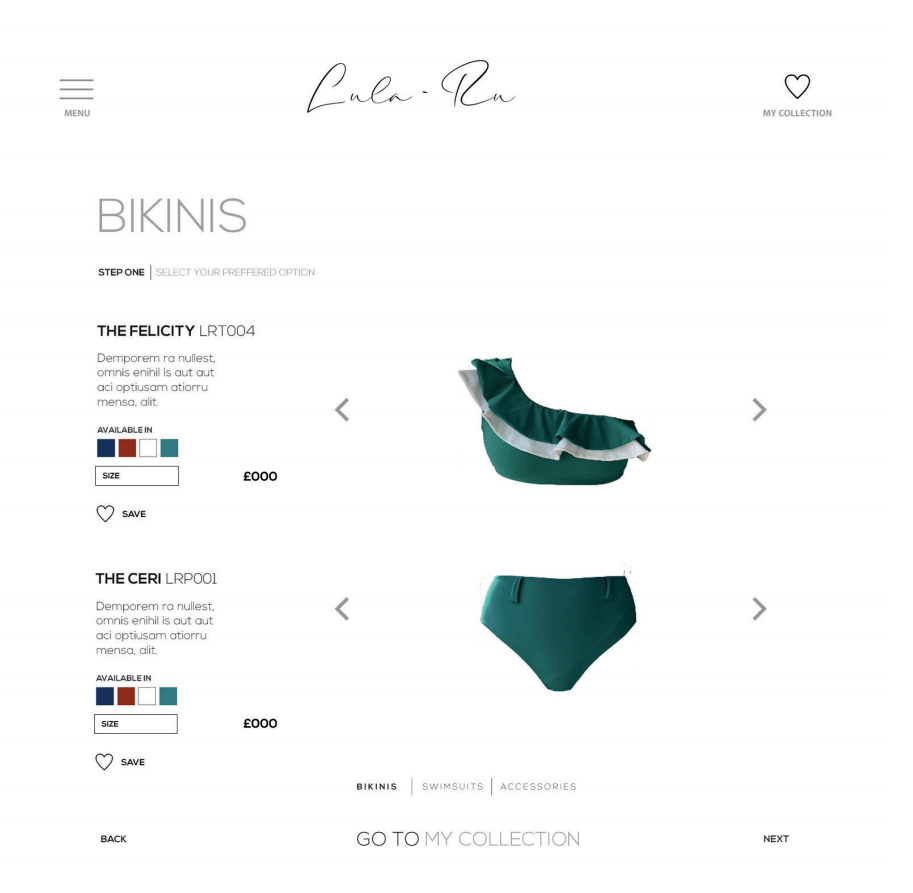 Lula-Ru
MENU
MY COLLECTION
BIKINIS
STEP ONE | SELECT YOUR PREFFERED OPTION
THE FELICITY LRT004
Demporem ra nullest,
omnis enihil is aut aut
aci optiusam atiorru
mensa, alit.
AVAILABLE IN
SIZE
£000
SAVE
THE CERI LRP001
Demporem ra nullest,
omnis enihil is aut aut
aci optiusam atiorru
mensa, alit.
AVAILABLE IN
SIZE
£000
SAVE
BIKINIS | SWIMSUITS | ACCESSORIES
BACK
GO TO MY COLLECTION
NEXT